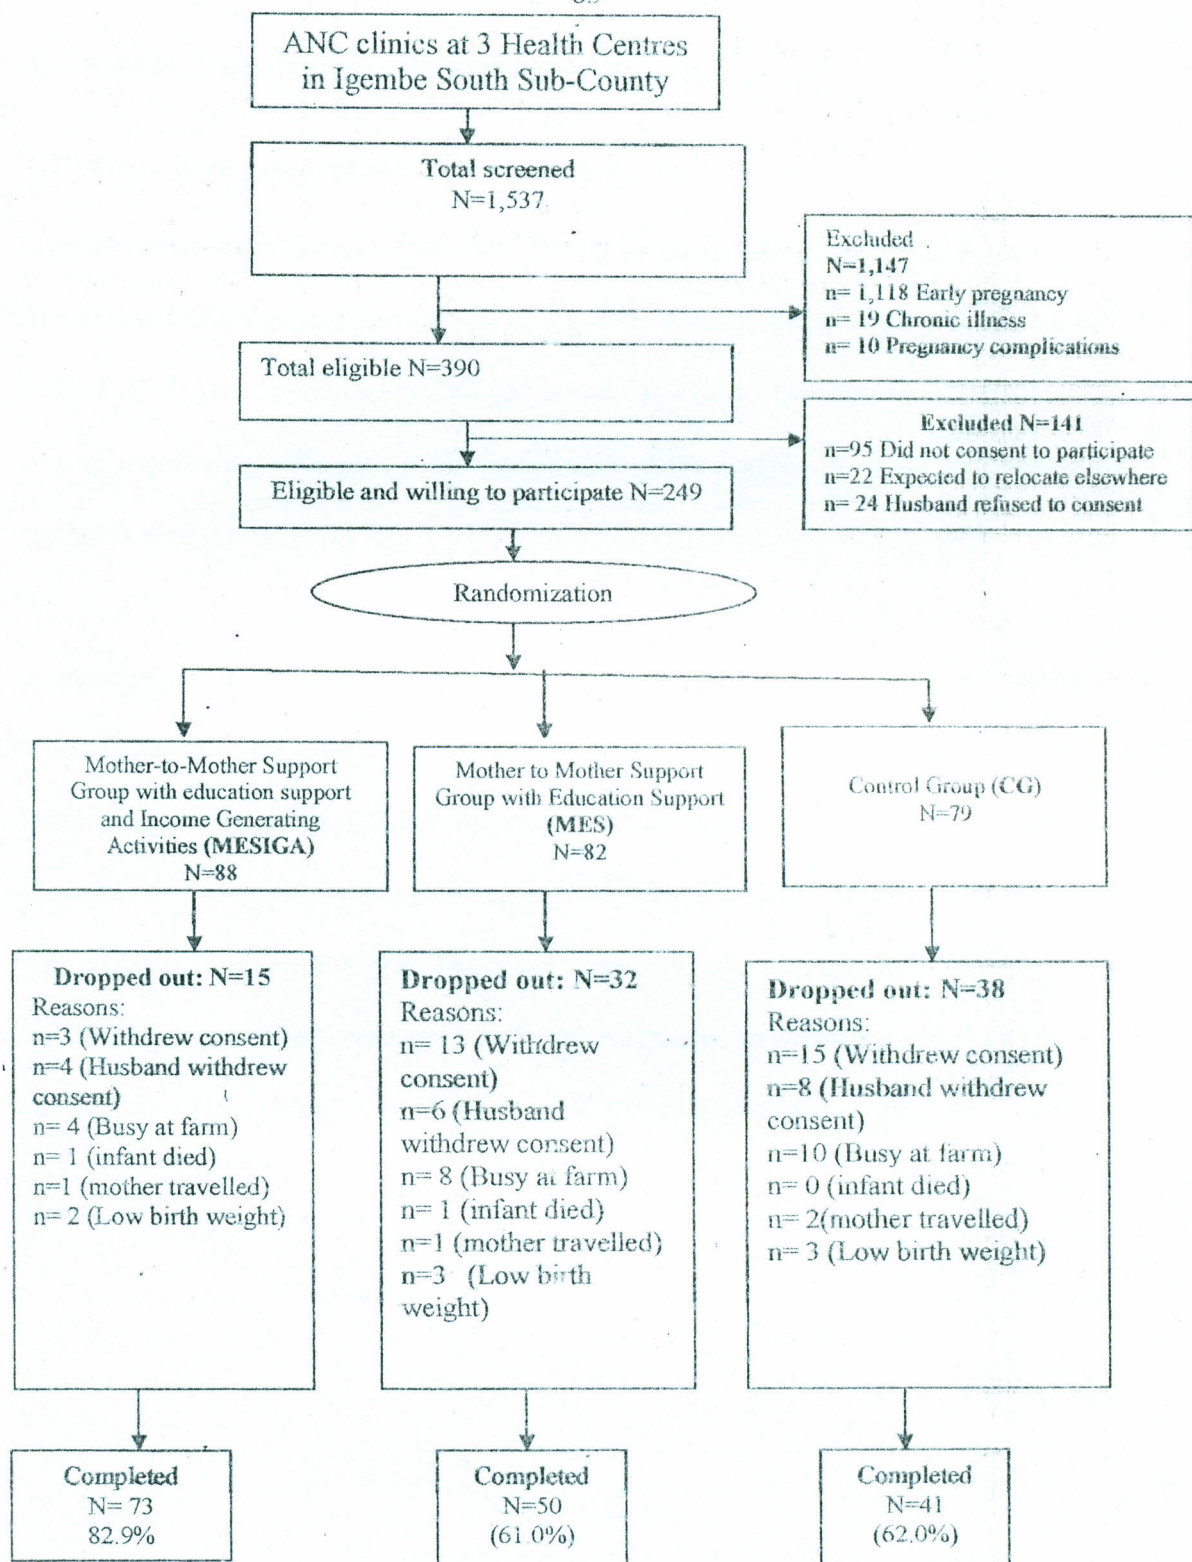 ANC clinics at 3 Health Centres
in Igembe South Sub-County
Total screened
N=1,537
Excluded
N=1,147
n= 1,118 Early pregnancy
n= 19 Chronic illness
n= 10 Pregnancy complications
Total eligible N=390
Excluded N=141
n=95 Did not consent to participate
n=22 Expected to relocate elsewhere
n= 24 Husband refused to consent
Eligible and willing to participate N=249
Randomization
Mother-to-Mother Support
Group with education support
and Income Generating
Activities (MESIGA)
N=88
Mother to Mother Support
Group with Education Support
(MES)
N=82
Control Group (CG)
N=79
Dropped out: N=15
Reasons:
n=3 (Withdrew consent)
n=4 (Husband withdrew
consent)
n= 4 (Busy at farm)
n= 1 (infant died)
n=1 (mother travelled)
n= 2 (Low birth weight)
Dropped out: N=32
Reasons:
n= 13 (Withdrew
consent)
n=6 (Husband
withdrew consent)
n= 8 (Busy at farm)
n= 1 (infant died)
n=1 (mother travelled)
n=3 (Low birth
weight)
Dropped out: N=38
Reasons:
n=15 (Withdrew consent)
n=8 (Husband withdrew
consent)
n=10 (Busy at farm)
n= 0 (infant died)
n= 2(mother travelled)
n= 3 (Low birth weight)
Completed
N= 73
82.9%
Completed
N=50
(61.0%)
Completed
N=41
(62.0%)